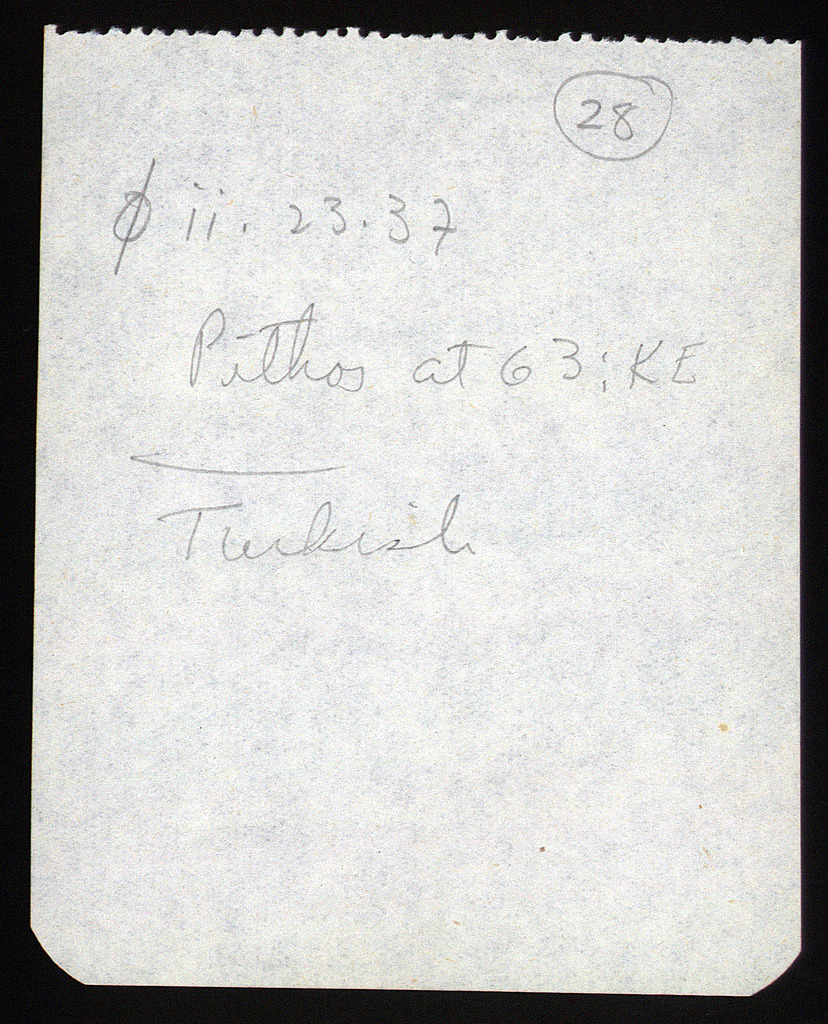 28
φ ii. 23.37
Pithos at 63:KE
Turkish